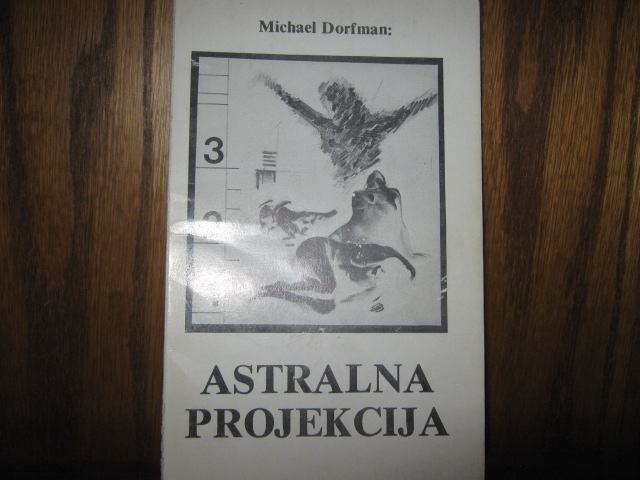 Michael Dorfman:
3
ASTRALNA
PROJEKCIJA